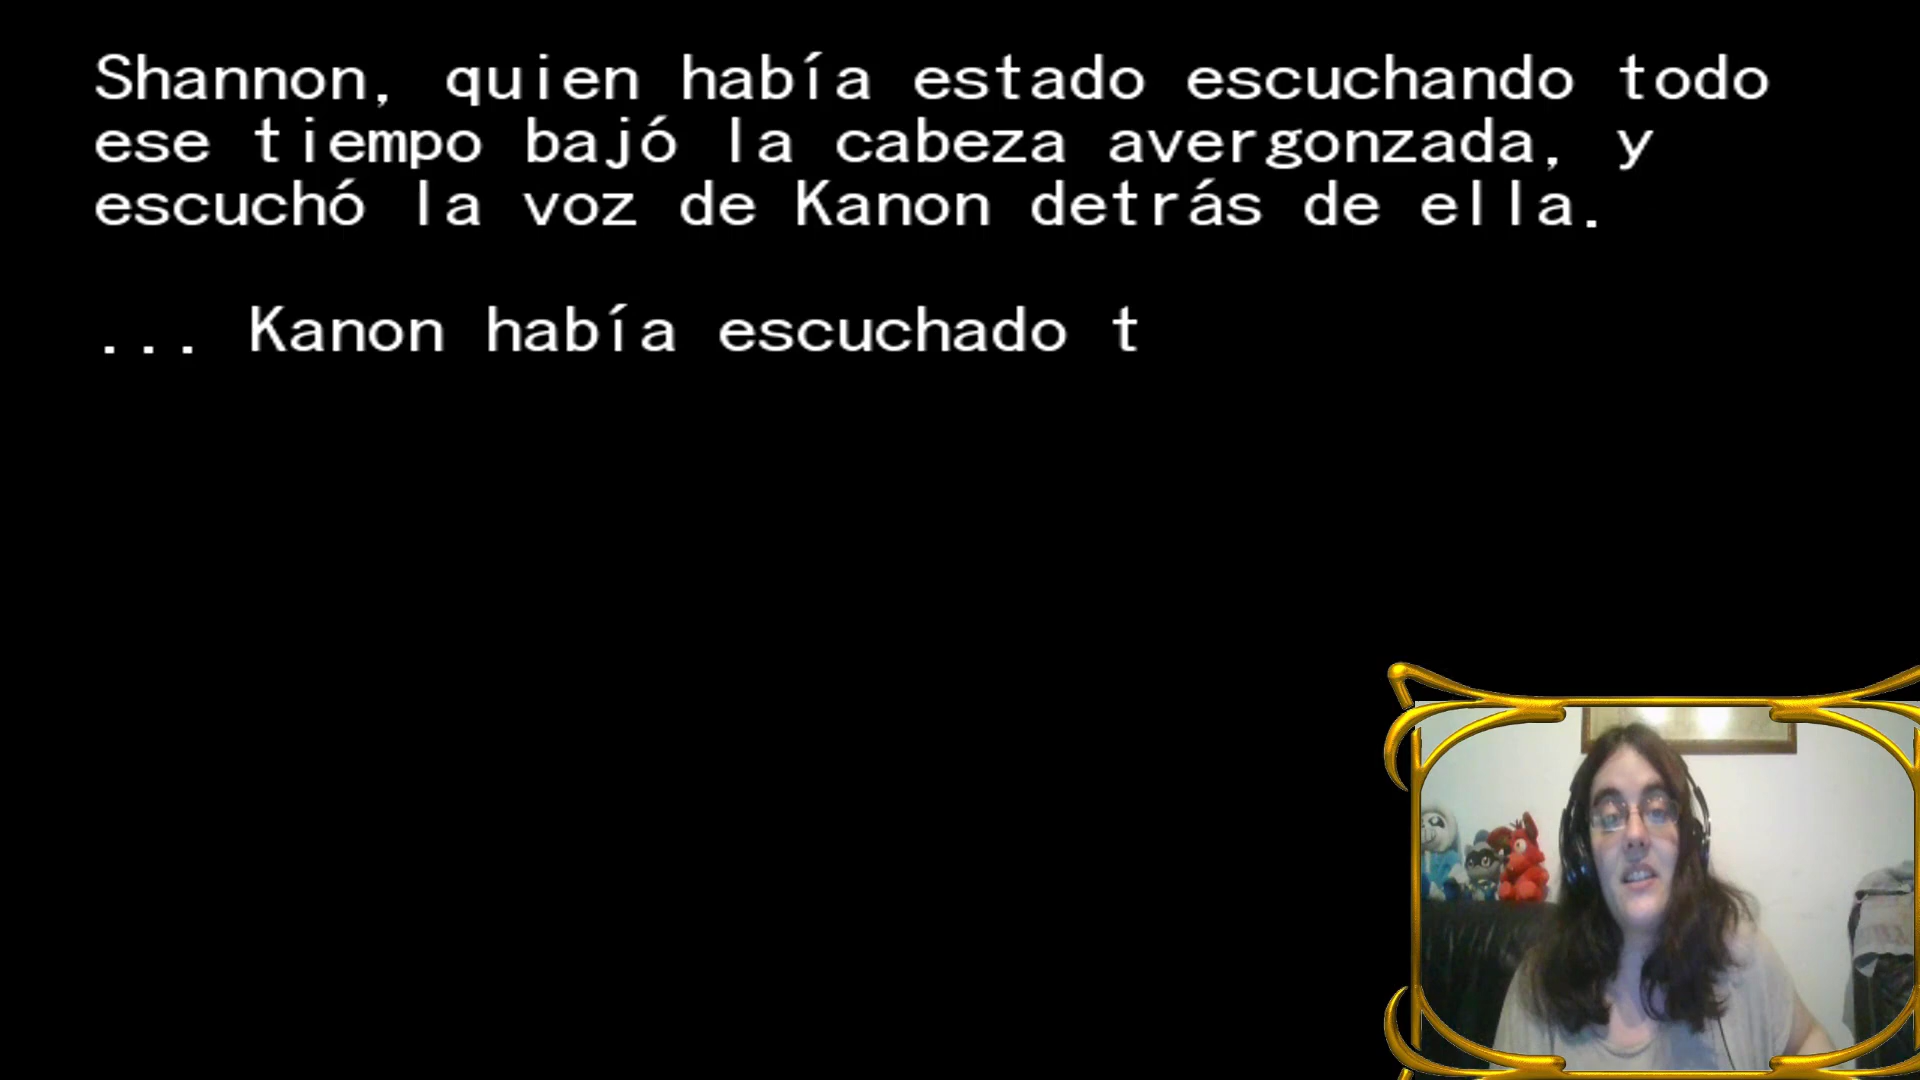 Shannon, quien había estado escuchando todo
ese tiempo bajó la cabeza avergonzada, y
escuchó la voz de Kanon detrás de ella.
... Kanon había escuchado t